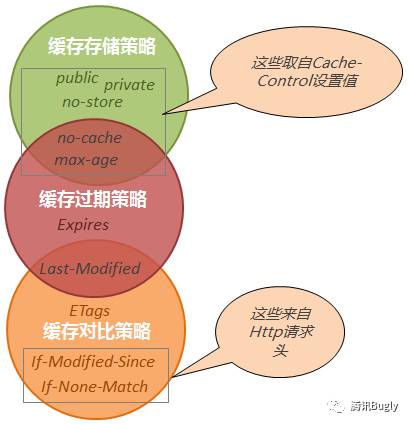 缓存存储策略
public private
no-store
no-cache
max-age
这些取自Cache-
Control设置值
缓存过期策略
Expires
Last-Modified
ETags
缓存对比策略
If-Modified-Since
If-None-Match
这些来自
Http请求
头
腾讯Bugly